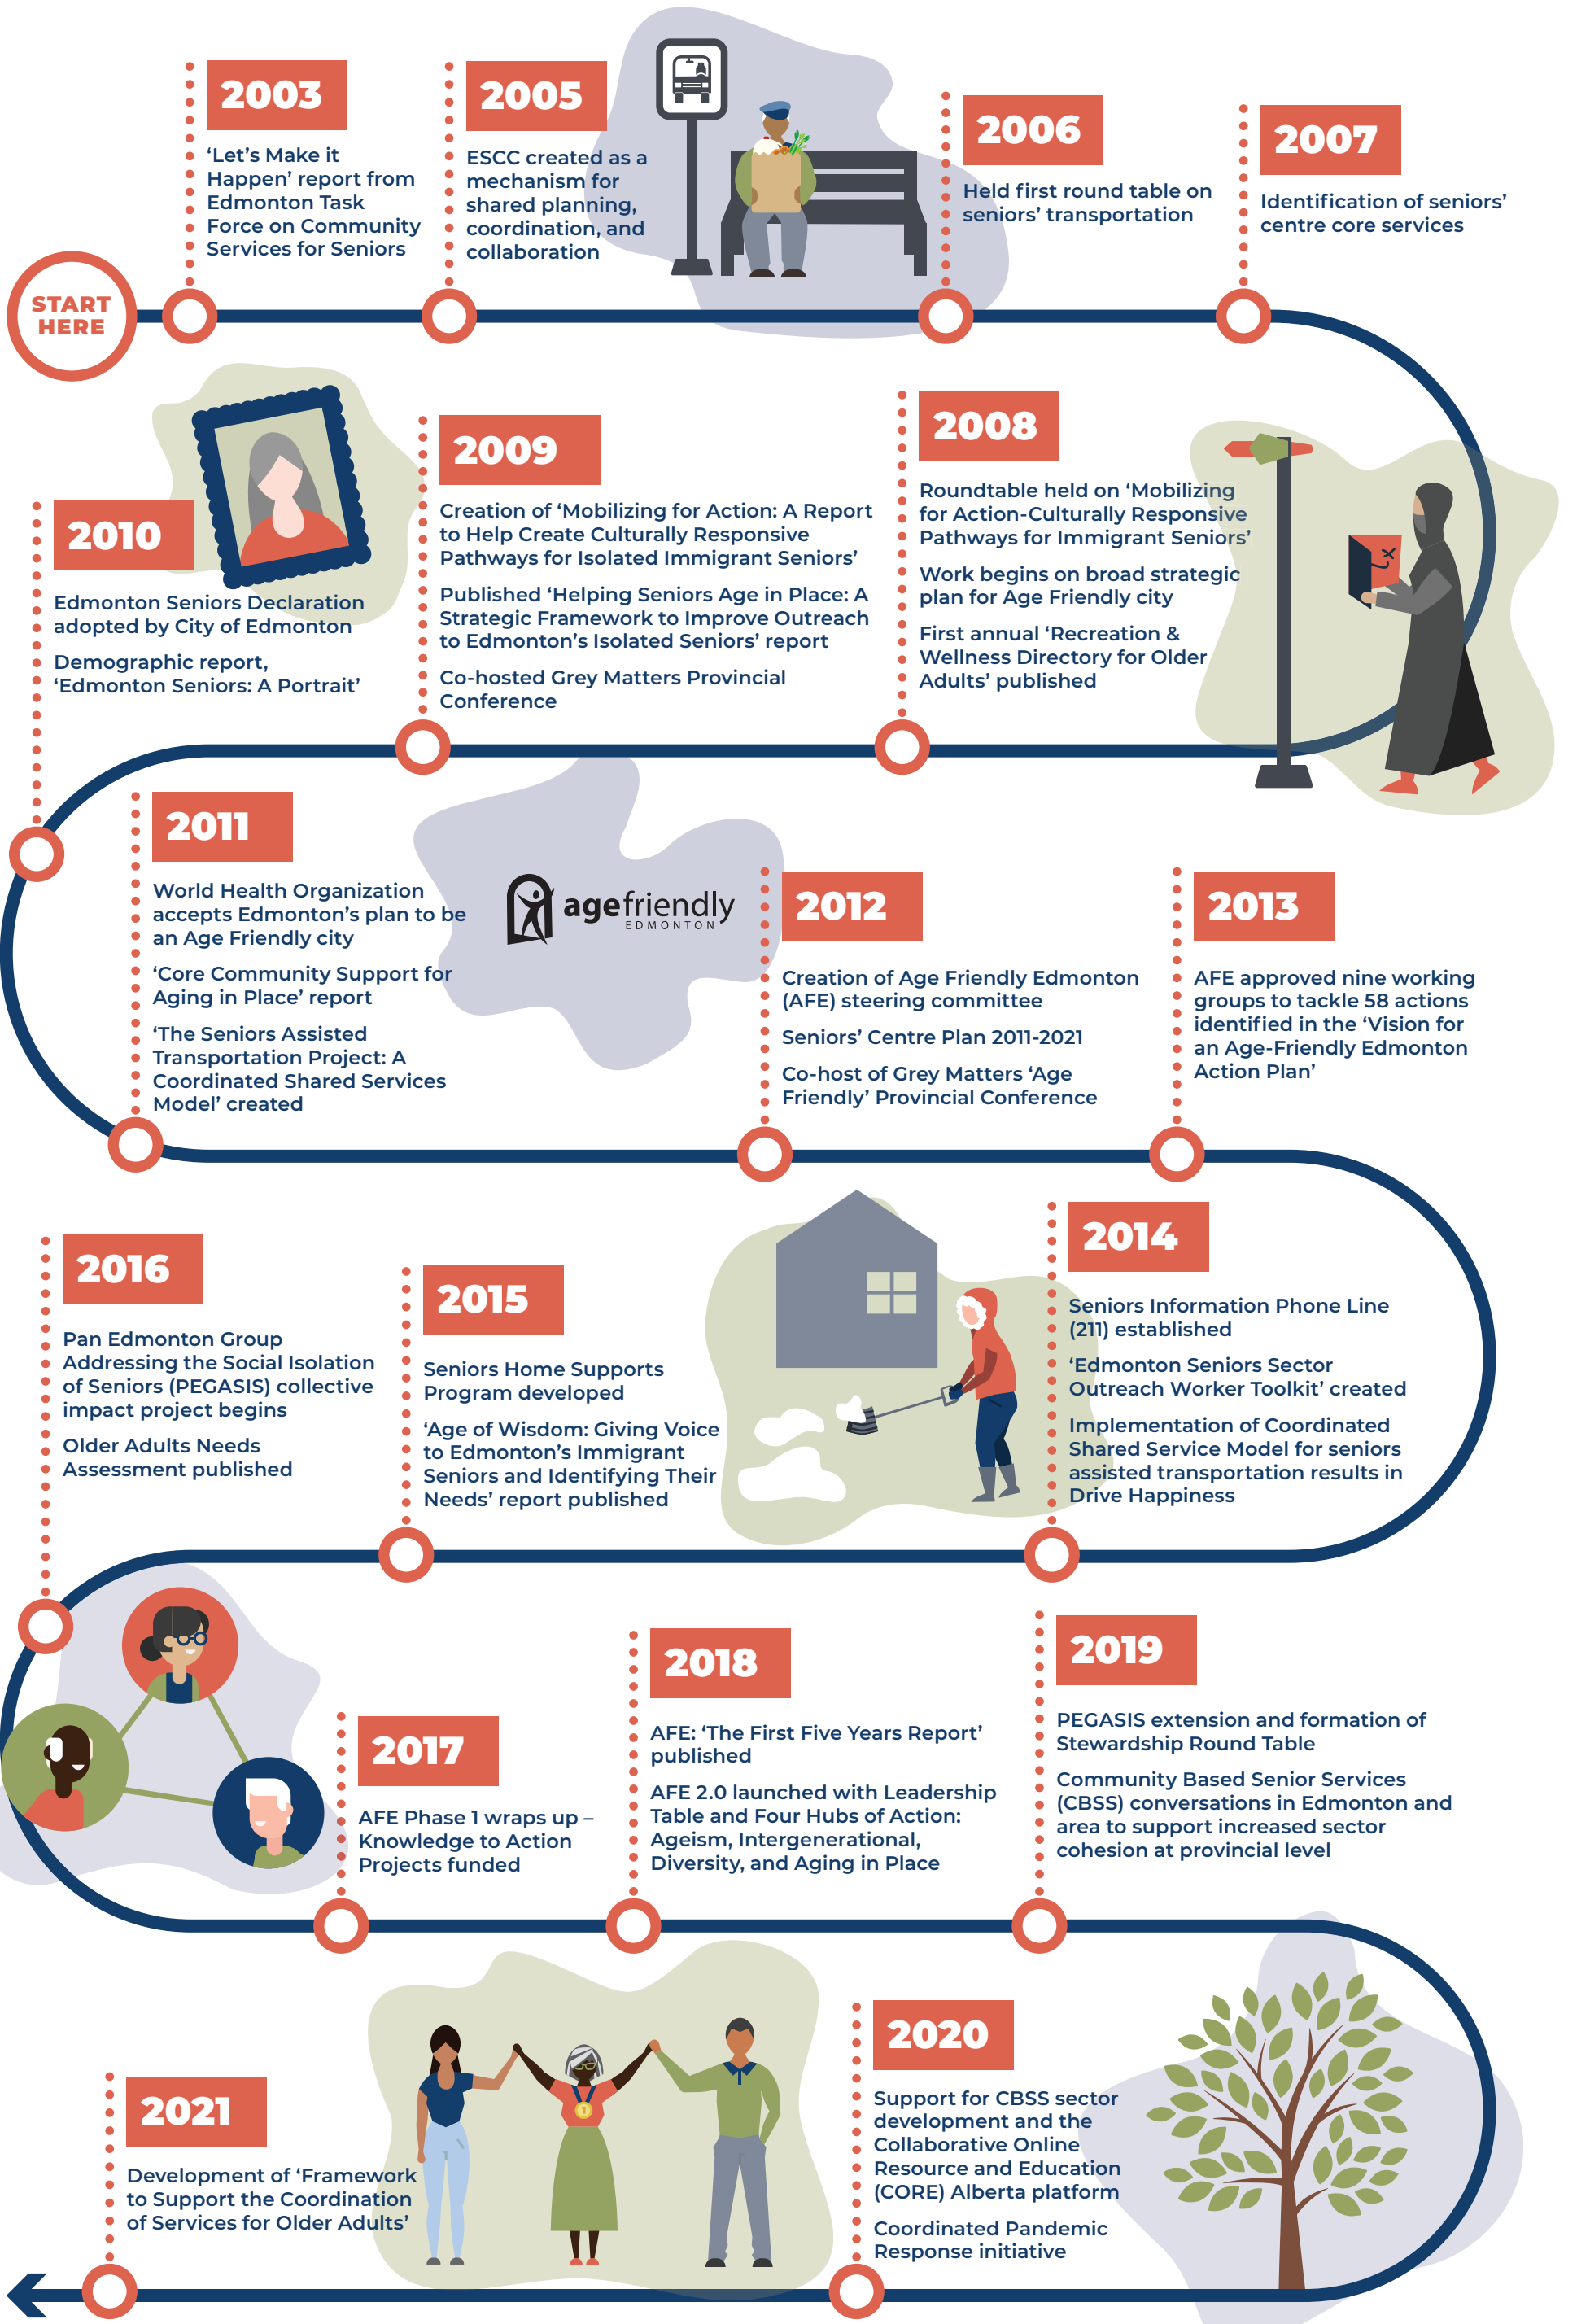 START
HERE
2003
‘Let’s Make it
Happen’ report from
Edmonton Task
Force on Community
Services for Seniors
2005
ESCC created as a
mechanism for
shared planning,
coordination, and
collaboration
2006
Held first round table on
seniors’ transportation
2007
Identification of seniors’
centre core services
2008
Roundtable held on ‘Mobilizing
for Action-Culturally Responsive
Pathways for Immigrant Seniors’
Work begins on broad strategic
plan for Age Friendly city
First annual ‘Recreation &
Wellness Directory for Older
Adults’ published
2009
Creation of ‘Mobilizing for Action: A Report
to Help Create Culturally Responsive
Pathways for Isolated Immigrant Seniors’
Published ‘Helping Seniors Age in Place: A
Strategic Framework to Improve Outreach
to Edmonton’s Isolated Seniors’ report
Co-hosted Grey Matters Provincial
Conference
2010
Edmonton Seniors Declaration
adopted by City of Edmonton
Demographic report,
‘Edmonton Seniors: A Portrait’
2011
World Health Organization
accepts Edmonton’s plan to be
an Age Friendly city
‘Core Community Support for
Aging in Place’ report
‘The Seniors Assisted
Transportation Project: A
Coordinated Shared Services
Model’ created
agefriendly
EDMONTON
2012
Creation of Age Friendly Edmonton
(AFE) steering committee
Seniors’ Centre Plan 2011-2021
Co-host of Grey Matters ‘Age
Friendly’ Provincial Conference
2013
AFE approved nine working
groups to tackle 58 actions
identified in the ‘Vision for
an Age-Friendly Edmonton
Action Plan’
2014
Seniors Information Phone Line
(211) established
‘Edmonton Seniors Sector
Outreach Worker Toolkit’ created
Implementation of Coordinated
Shared Service Model for seniors
assisted transportation results in
Drive Happiness
2015
Seniors Home Supports
Program developed
‘Age of Wisdom: Giving Voice
to Edmonton’s Immigrant
Seniors and Identifying Their
Needs’ report published
2016
Pan Edmonton Group
Addressing the Social Isolation
of Seniors (PEGASIS) collective
impact project begins
Older Adults Needs
Assessment published
2017
AFE Phase 1 wraps up –
Knowledge to Action
Projects funded
2018
AFE: ‘The First Five Years Report’
published
AFE 2.0 launched with Leadership
Table and Four Hubs of Action:
Ageism, Intergenerational,
Diversity, and Aging in Place
2019
PEGASIS extension and formation of
Stewardship Round Table
Community Based Senior Services
(CBSS) conversations in Edmonton and
area to support increased sector
cohesion at provincial level
2020
Support for CBSS sector
development and the
Collaborative Online
Resource and Education
(CORE) Alberta platform
Coordinated Pandemic
Response initiative
1
2021
Development of ‘Framework
to Support the Coordination
of Services for Older Adults’